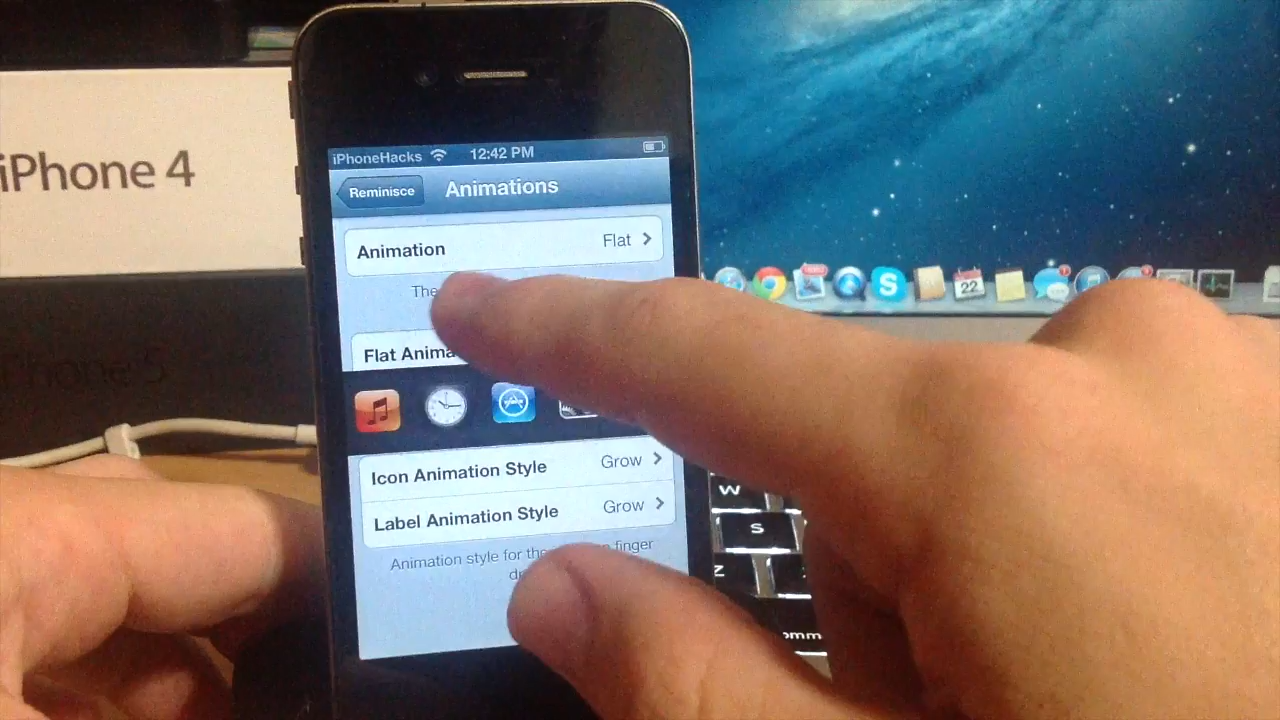 iPhone 4
iPhoneHacks 12:42 PM
Reminisce Animations
Animation Flat
The
Flat Anima
Icon Animation Style Grow
Label Animation Style Grow
Animation style for the finger
22
W
S
Z